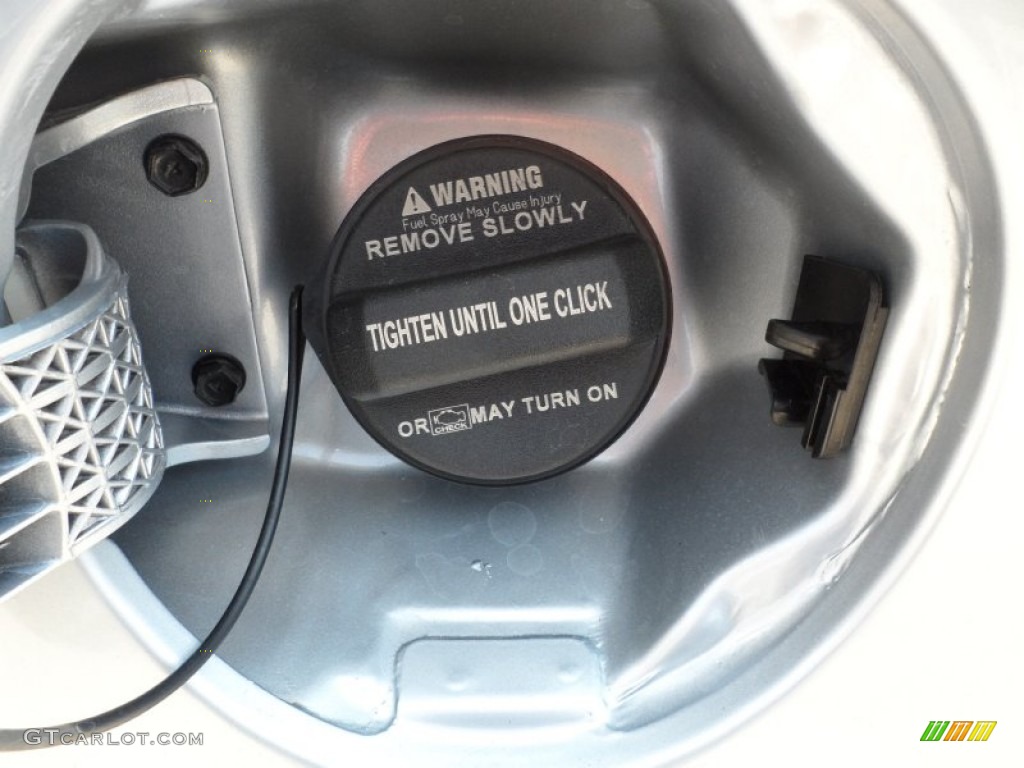 WARNING
Fuel Spray May Cause Injury
REMOVE SLOWLY
TIGHTEN UNTIL ONE CLICK
OR CHECK MAY TURN ON
GTCARLOT.COM